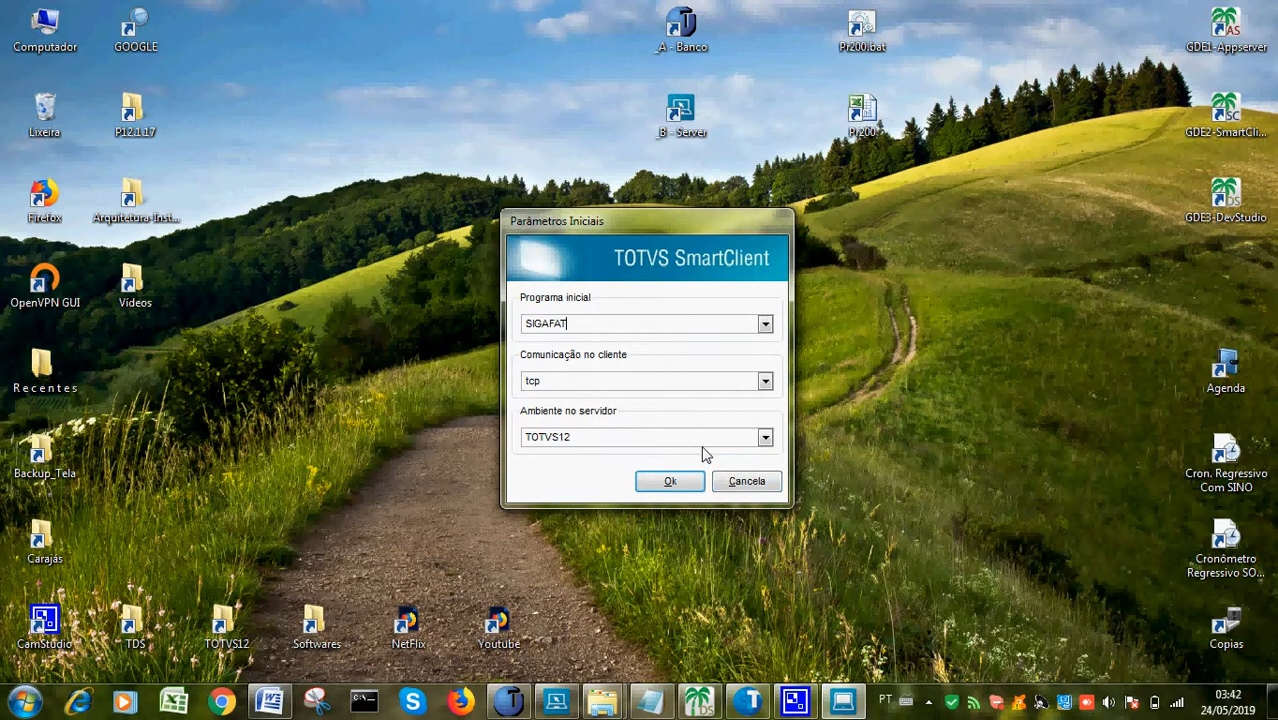 Computador
GOOGLE
_A - Banco
Pr200.bat
GDE1-Appserver
Lixeira
P12.1.17
_B - Server
Pr200.
GDE2-SmartCli...
Firefox
Arquitetura-Inst...
GDE3-DevStudio
Parâmetros Iniciais
TOTVS SmartClient
OpenVPN GUI
Vídeos
Programa inicial
SIGAFAT
Comunicação no cliente
tcp
Recentes
Agenda
Ambiente no servidor
TOTVS12
Backup_Tela
Ok
Cancela
Cron. Regressivo
Com SINO
Carajás
Cronômetro
Regressivo SO...
CamStudio
TDS
TOTVS12
Softwares
NetFlix
Youtube
Copias
PT
03:42
24/05/2019